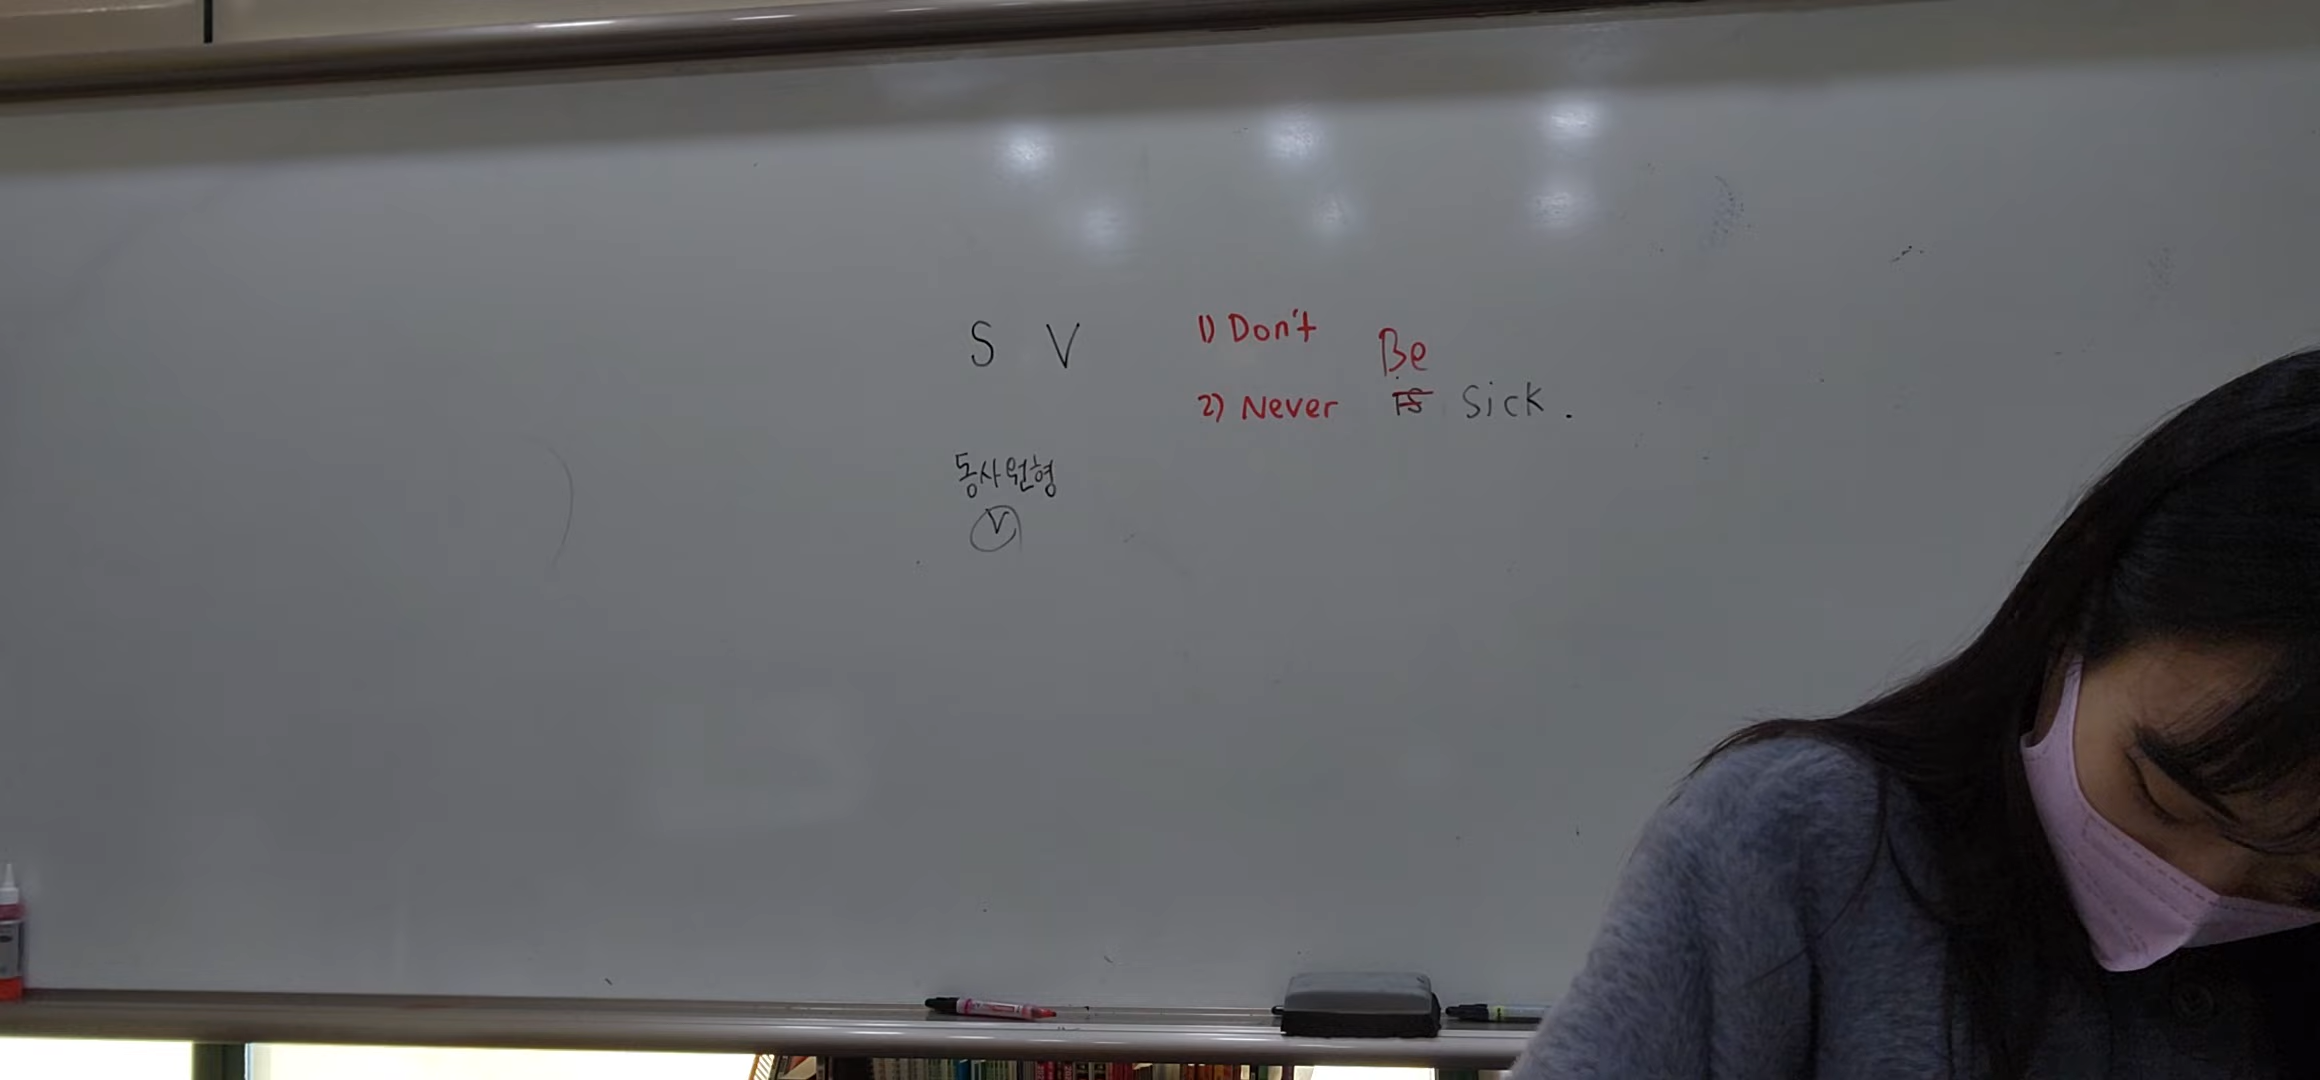 S V
1) Don't
Be
2) Never Is Sick.
동사원형
V